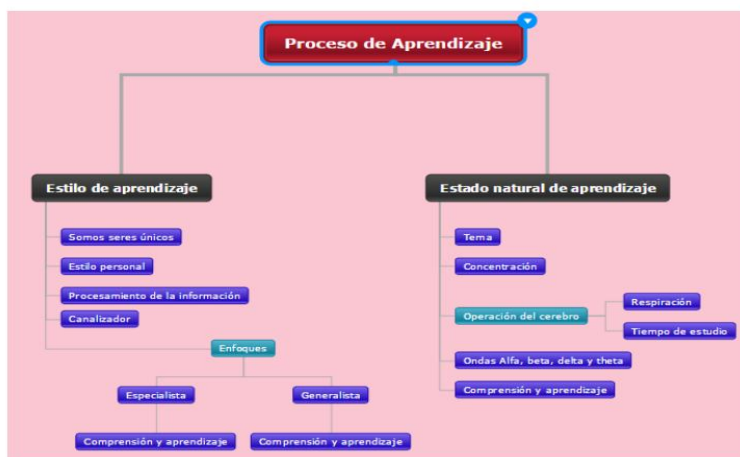 Proceso de Aprendizaje
Estilo de aprendizaje
Somos seres únicos
Estilo personal
Procesamiento de la información
Canalizador
Enfoques
Especialista
Generalista
Comprensión y aprendizaje
Comprensión y aprendizaje
Estado natural de aprendizaje
Tema
Concentración
Operación del cerebro
Respiración
Tiempo de estudio
Ondas Alfa, beta, delta y theta
Comprensión y aprendizaje